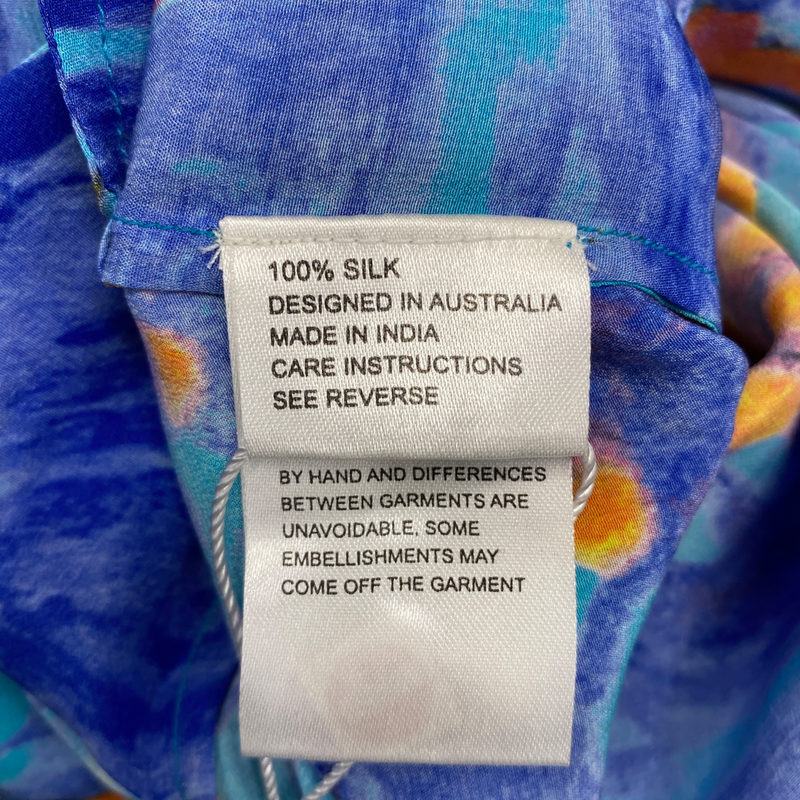 100% SILK
DESIGNED IN AUSTRALIA
MADE IN INDIA
CARE INSTRUCTIONS
SEE REVERSE
BY HAND AND DIFFERENCES
BETWEEN GARMENTS ARE
UNAVOIDABLE, SOME
EMBELLISHMENTS MAY
COME OFF THE GARMENT